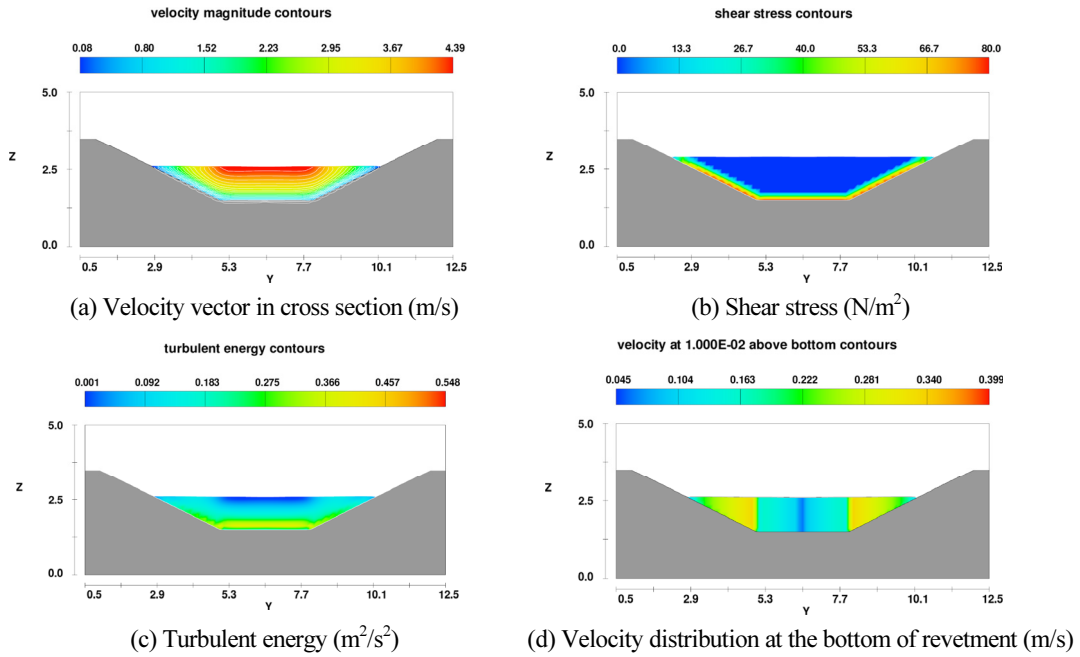 velocity magnitude contours
0.08 0.80 1.52 2.23 2.95 3.67 4.39
5.0
Z
2.5
0.0
0.5 2.9 5.3 7.7 10.1 12.5
Y
(a) Velocity vector in cross section (m/s)
shear stress contours
0.0 13.3 26.7 40.0 53.3 66.7 80.0
5.0
Z
2.5
0.0
0.5 2.9 5.3 7.7 10.1 12.5
Y
(b) Shear stress (N/m²)
turbulent energy contours
0.001 0.092 0.183 0.275 0.366 0.457 0.548
5.0
Z
2.5
0.0
0.5 2.9 5.3 7.7 10.1 12.5
Y
(c) Turbulent energy (m²/s²)
velocity at 1.000E-02 above bottom contours
0.045 0.104 0.163 0.222 0.281 0.340 0.399
5.0
Z
2.5
0.0
0.5 2.9 5.3 7.7 10.1 12.5
Y
(d) Velocity distribution at the bottom of revetment (m/s)